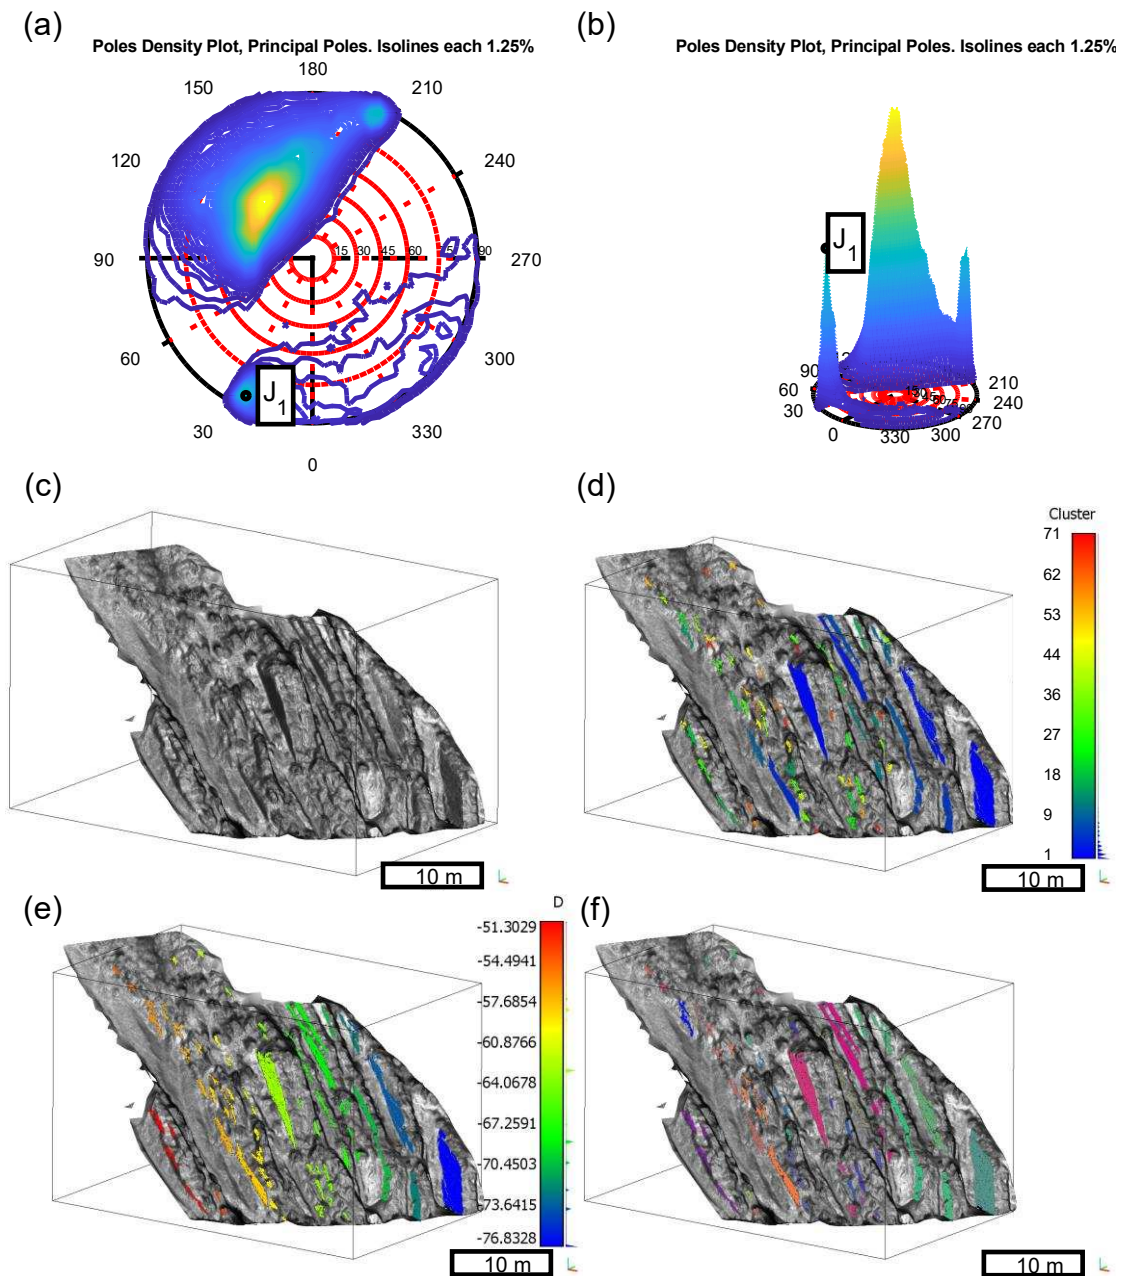 (a)
Poles Density Plot, Principal Poles. Isolines each 1.25%
180
150
210
120
240
90
15 30 45 60 75 90
270
60
300
J1
30
330
0
(b)
Poles Density Plot, Principal Poles. Isolines each 1.25%
J1
90
60
30
0
330
300
270
240
210
(c)
10 m
(d)
Cluster
71
62
53
44
36
27
18
9
1
10 m
(e)
D
-51.3029
-54.4941
-57.6854
-60.8766
-64.0678
-67.2591
-70.4503
-73.6415
-76.8328
10 m
(f)
10 m